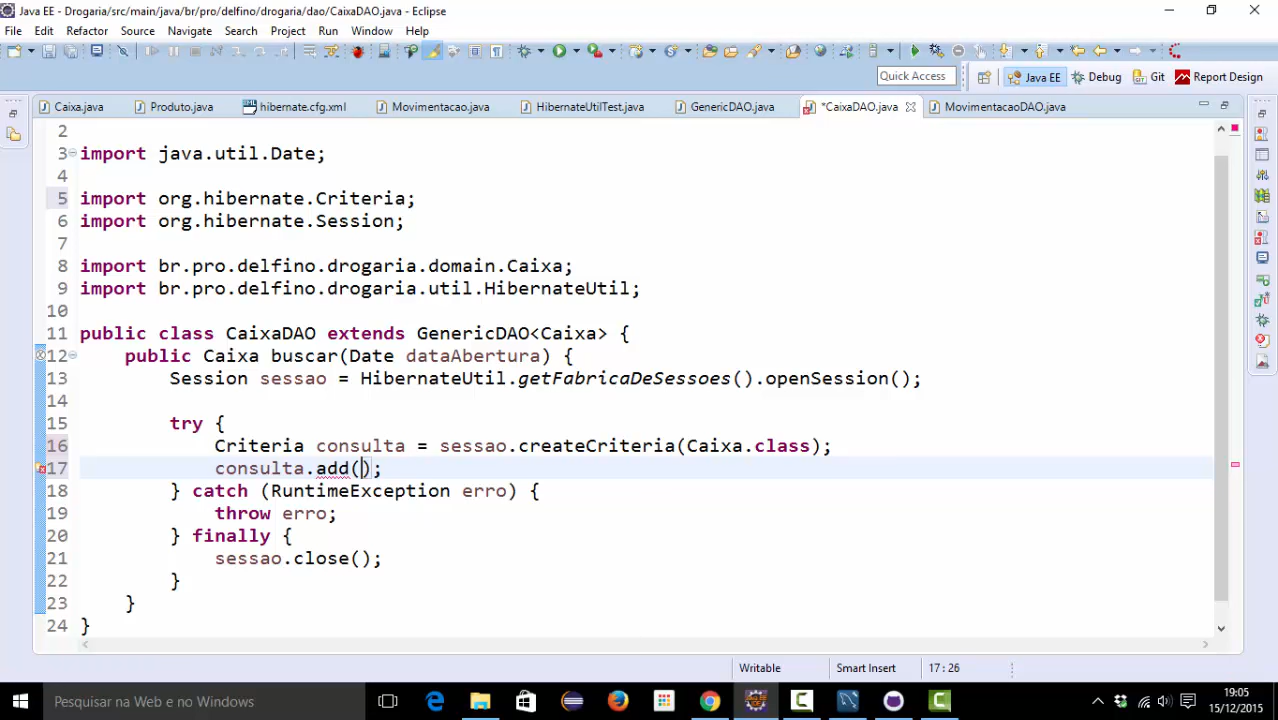 Java EE - Drogaria/src/main/java/br/pro/delfino/drogaria/dao/CaixaDAO.java - Eclipse
File Edit Refactor Source Navigate Search Project Run Window Help
Quick Access Java EE Debug Git Report Design
Caixa.java Produto.java hibernate.cfg.xml Movimentacao.java HibernateUtilTest.java GenericDAO.java *CaixaDAO.java MovimentacaoDAO.java
2
3 import java.util.Date;
4
5 import org.hibernate.Criteria;
6 import org.hibernate.Session;
7
8 import br.pro.delfino.drogaria.domain.Caixa;
9 import br.pro.delfino.drogaria.util.HibernateUtil;
10
11 public class CaixaDAO extends GenericDAO<Caixa> {
12 public Caixa buscar(Date dataAbertura) {
13 Session sessao = HibernateUtil.getFabricaDeSessoes().openSession();
14
15 try {
16 Criteria consulta = sessao.createCriteria(Caixa.class);
17 consulta.add();
18 } catch (RuntimeException erro) {
19 throw erro;
20 } finally {
21 sessao.close();
22 }
23 }
24 }
Writable Smart Insert 17 : 26
Pesquisar na Web e no Windows
19:05
15/12/2015